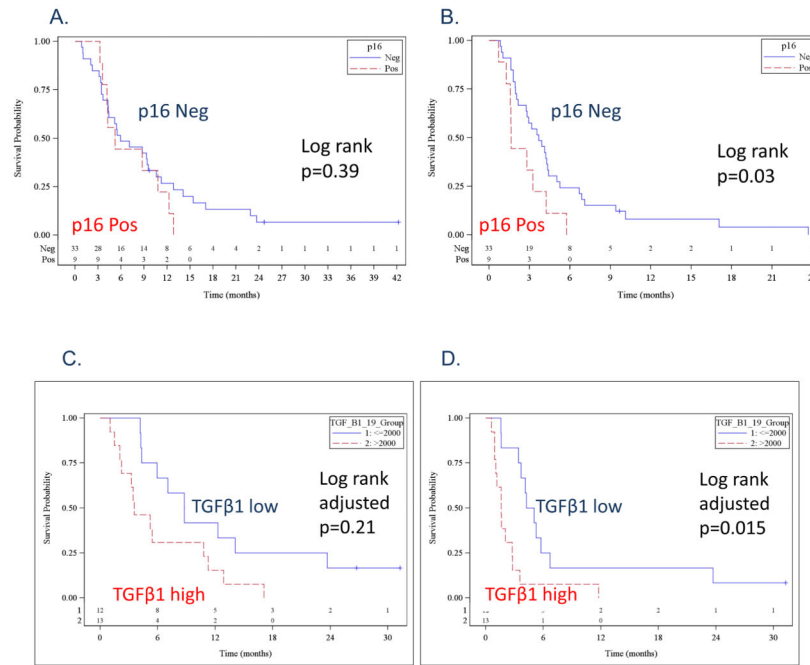 A.
p16
Neg
Pos
1.00
0.75
0.50
0.25
0.00
Survival Probability
p16 Neg
Log rank
p=0.39
p16 Pos
Neg 33 28 16 14 8 6 4 4 2 1 1 1 1 1 1
Pos 9 9 4 3 2 0
0 3 6 9 12 15 18 21 24 27 30 33 36 39 42
Time (months)
B.
p16
Neg
Pos
1.00
0.75
0.50
0.25
0.00
Survival Probability
p16 Neg
Log rank
p=0.03
p16 Pos
Neg 33 19 8 5 2 2 1 1
Pos 9 3 0
0 3 6 9 12 15 18 21
Time (months)
C.
TGF_B1_19_Group
1: <=2000
2: >2000
1.00
0.75
0.50
0.25
0.00
Survival Probability
Log rank
adjusted
p=0.21
TGFβ1 low
TGFβ1 high
1 12 8 5 3 2 1
2 13 4 2 0
0 6 12 18 24 30
Time (months)
D.
TGF_B1_19_Group
1: <=2000
2: >2000
1.00
0.75
0.50
0.25
0.00
Survival Probability
Log rank
adjusted
p=0.015
TGFβ1 low
TGFβ1 high
1 2 2 1 1
2 13 1 0
0 6 12 18 24 30
Time (months)